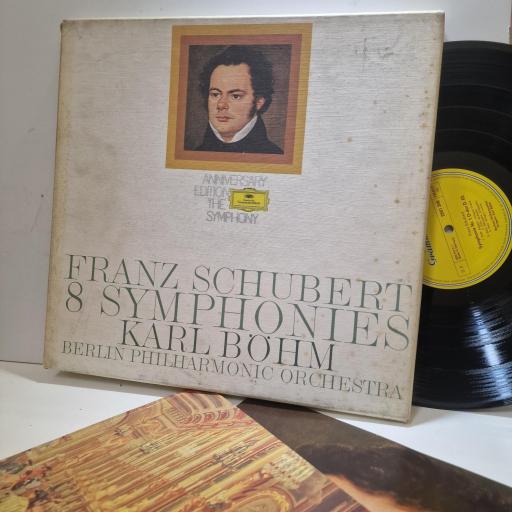 ANNIVERSARY
EDITION
THE
SYMPHONY
FRANZ SCHUBERT
8 SYMPHONIES
KARL BÖHM
BERLIN PHILHARMONIC ORCHESTRA